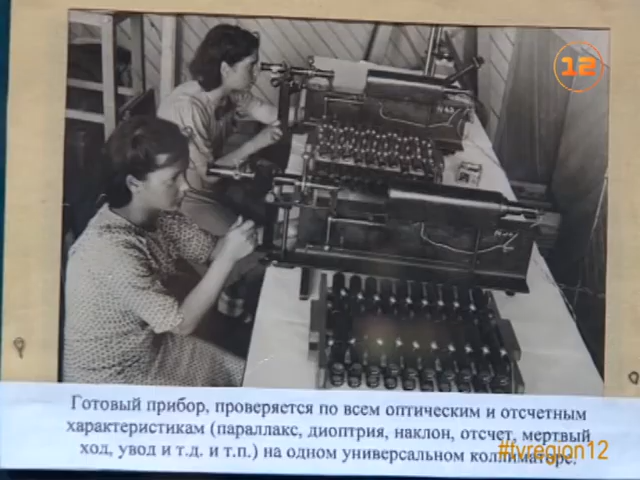 12
Готовый прибор, проверяется по всем оптическим и отсчетным
характеристикам (параллакс, диоптрия, наклон, отсчет, мертвый
ход, увод и т.д. и т.п.) на одном универсальном коллиматоре.
#tvregion12